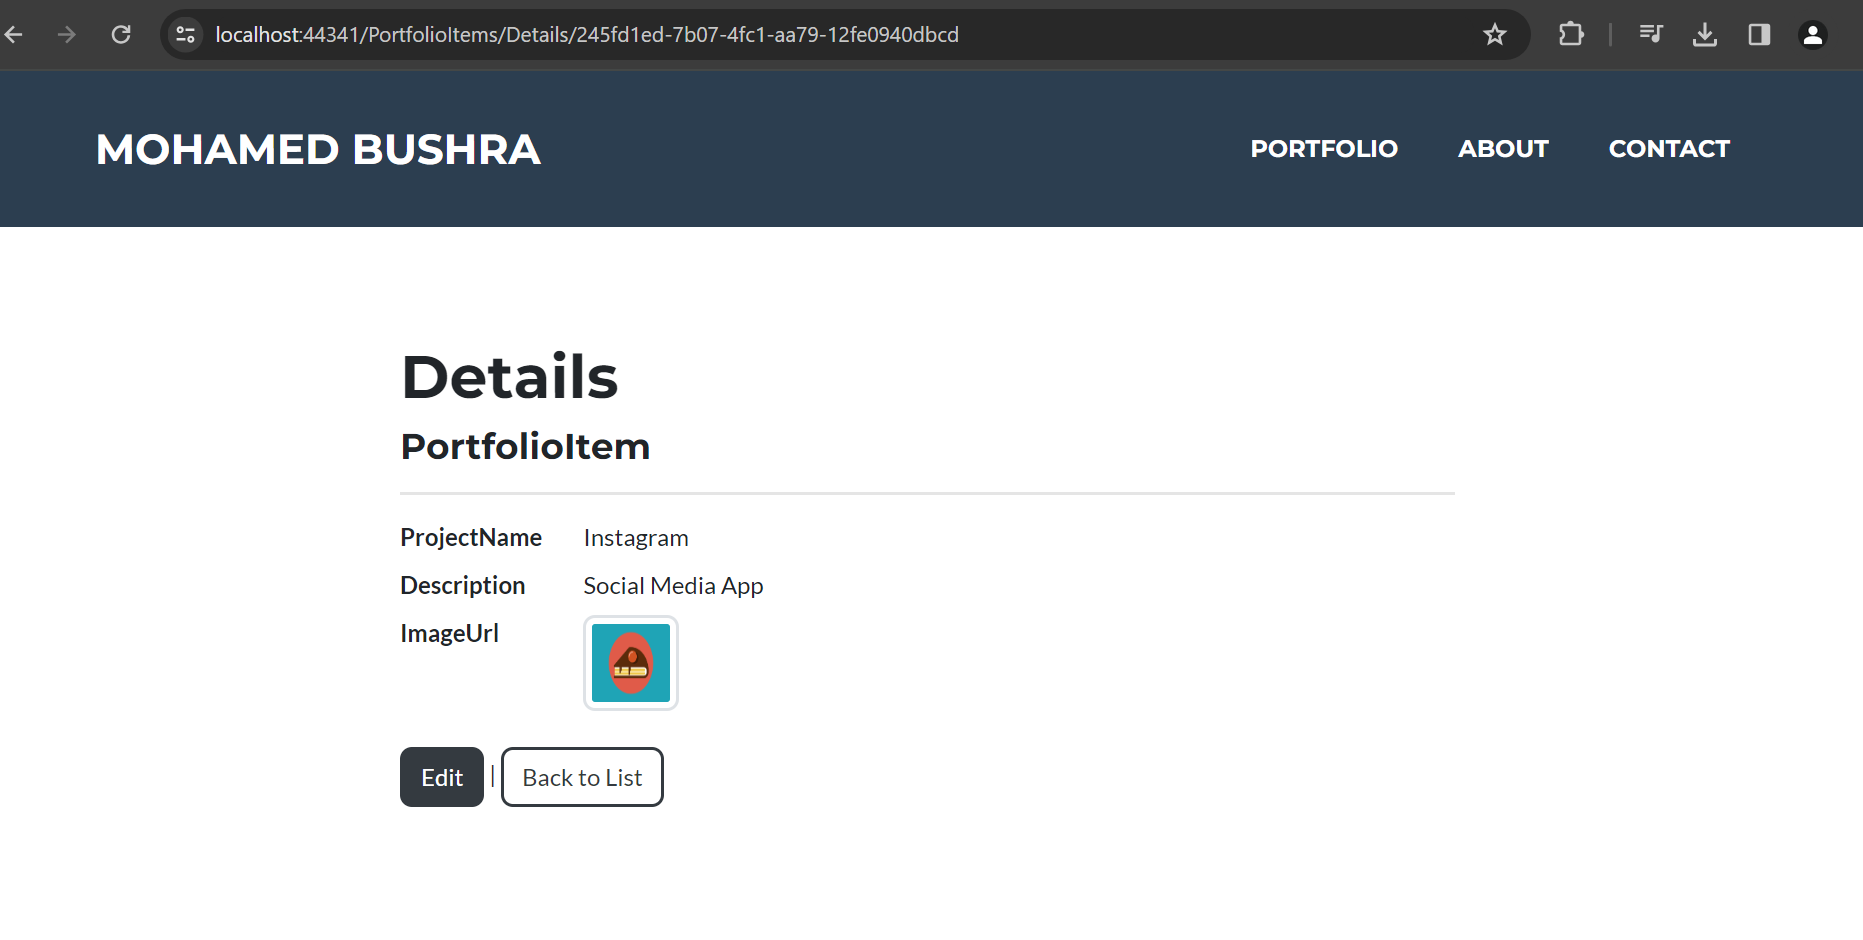 localhost:44341/PortfolioItems/Details/245fd1ed-7b07-4fc1-aa79-12fe0940dbcd
MOHAMED BUSHRA PORTFOLIO ABOUT CONTACT
Details
PortfolioItem
ProjectName Instagram
Description Social Media App
ImageUrl
Edit | Back to List